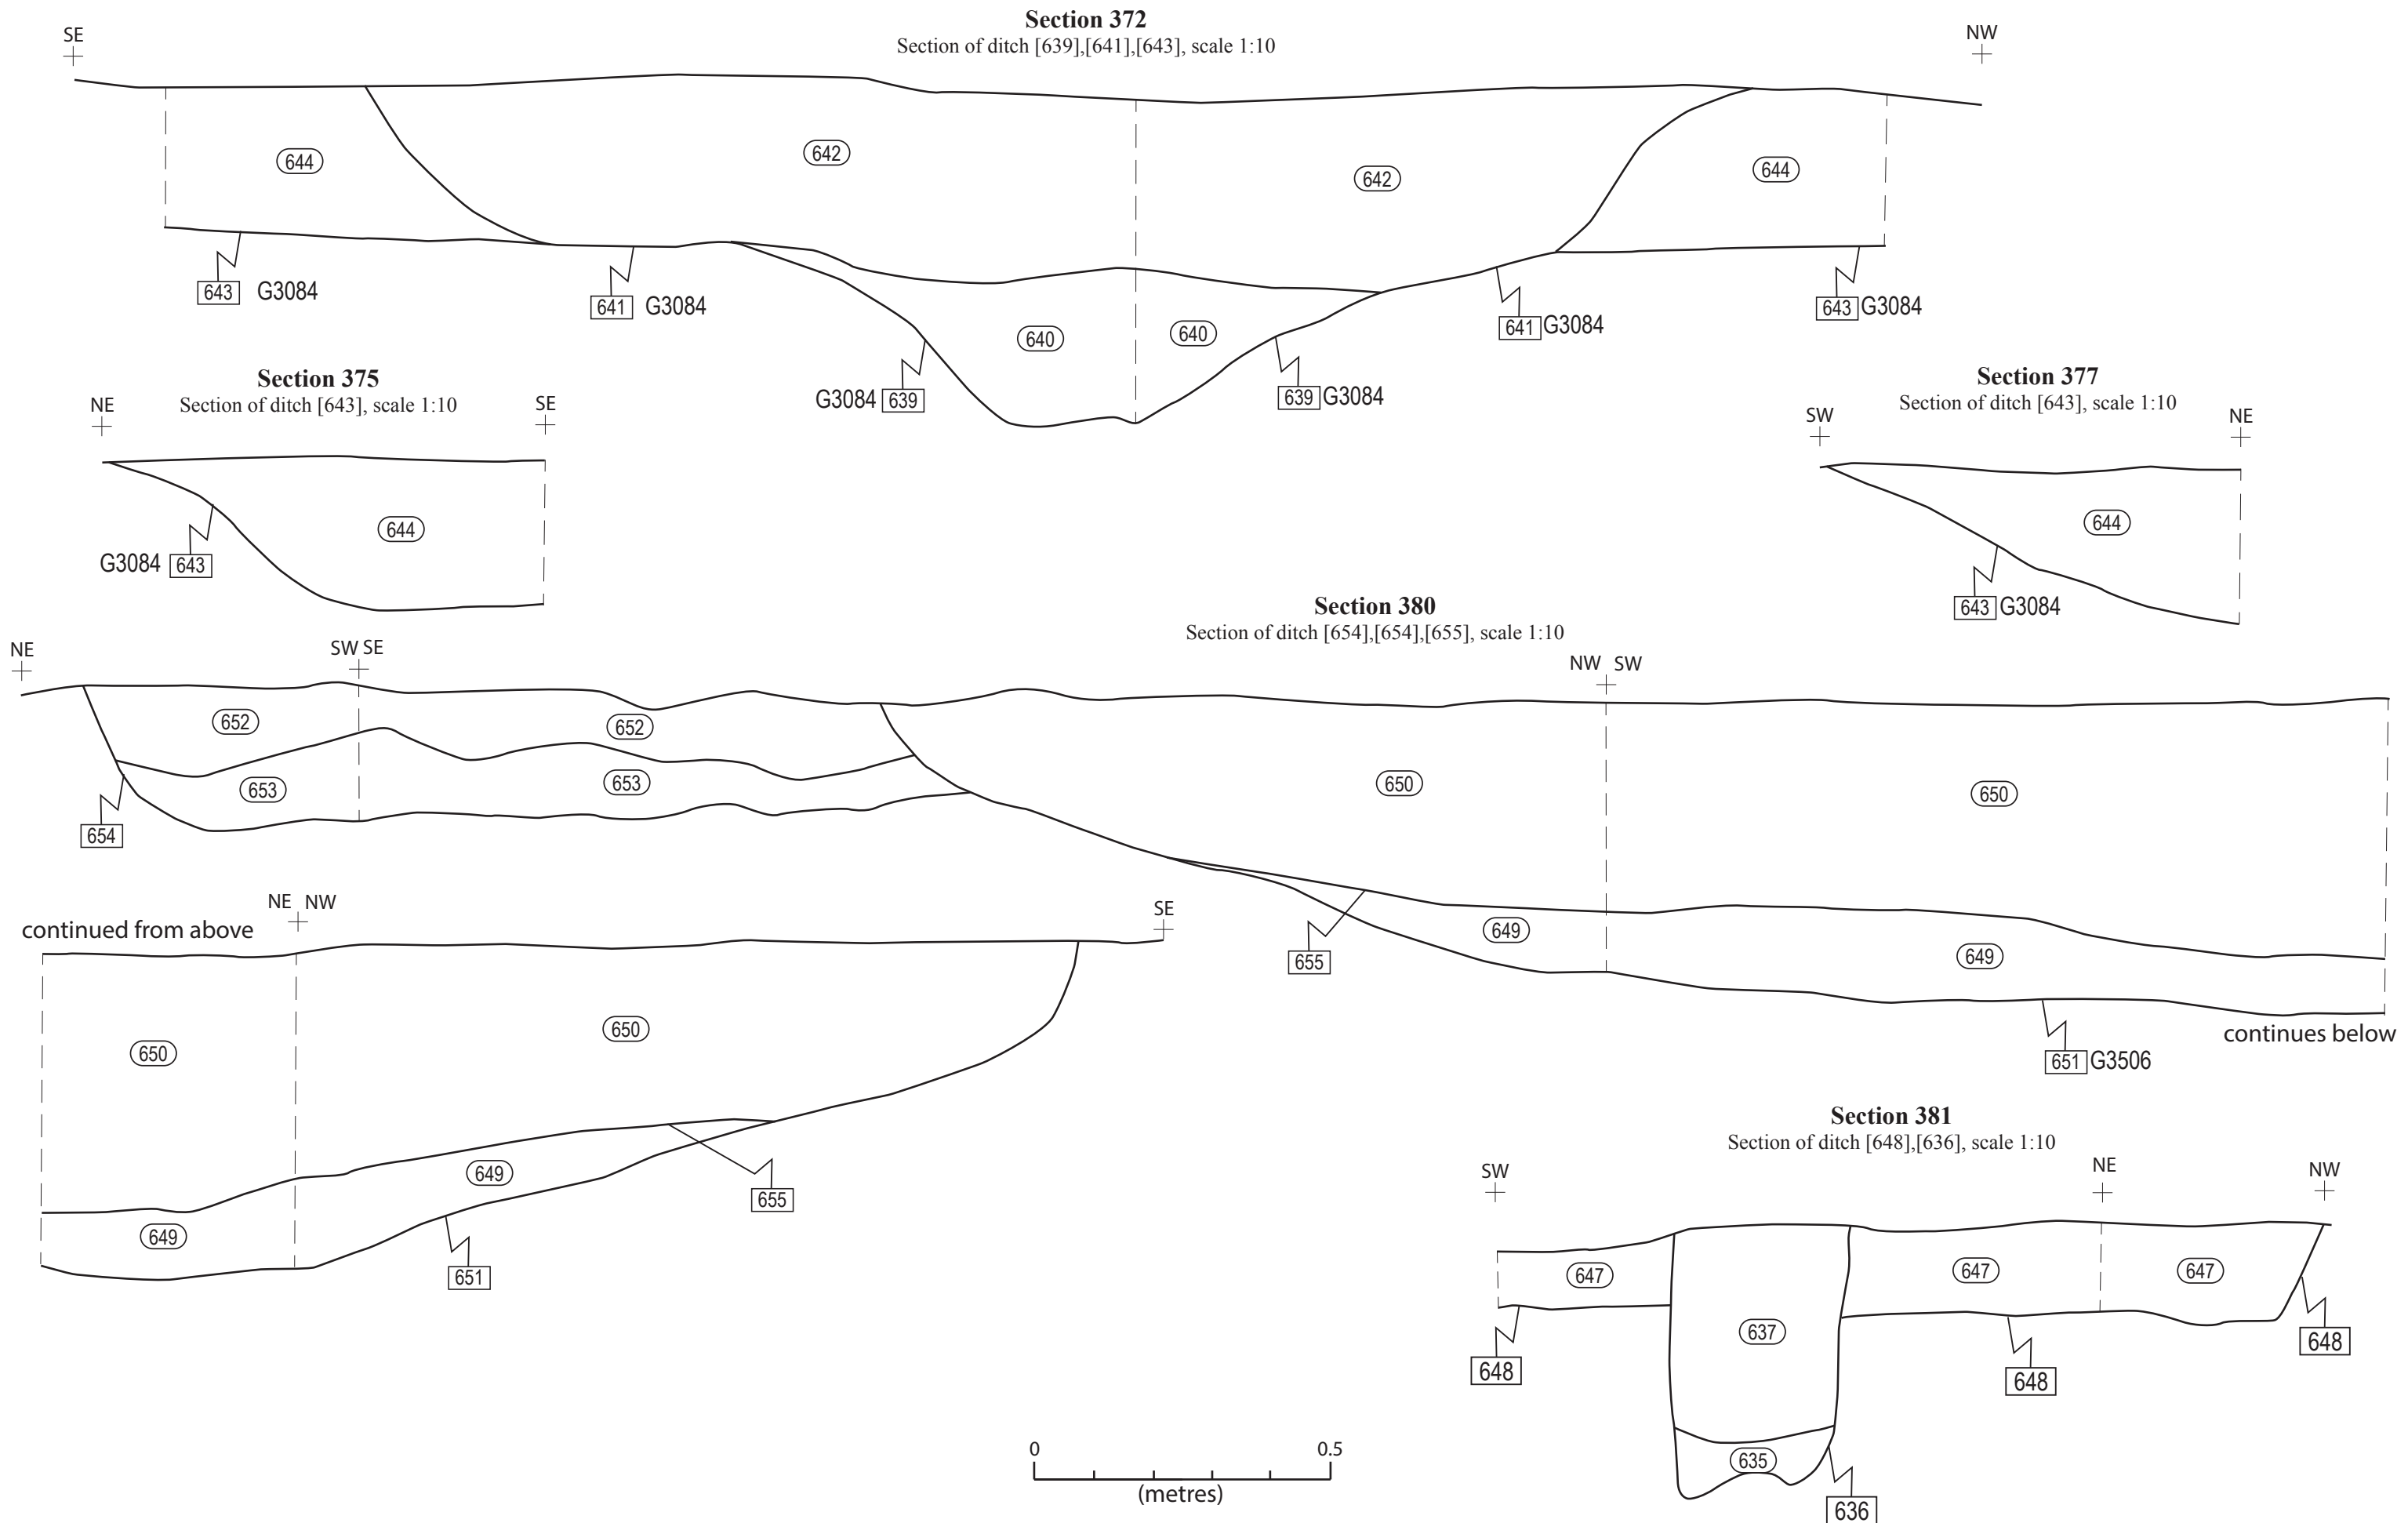 Section 372
Section of ditch [639],[641],[643], scale 1:10
SE
NW
644
642
642
644
643 G3084
641 G3084
640
640
641 G3084
643 G3084
G3084 639
639 G3084
Section 375
Section of ditch [643], scale 1:10
NE
SE
644
G3084 643
Section 377
Section of ditch [643], scale 1:10
SW
NE
644
643 G3084
Section 380
Section of ditch [654],[654],[655], scale 1:10
NE
SW SE
NW SW
652
652
653
653
650
650
654
649
649
655
651 G3506
continues below
continued from above
NE NW
SE
650
650
649
649
655
651
Section 381
Section of ditch [648],[636], scale 1:10
SW
NE
NW
647
647
647
637
648
648
648
635
636
0 0.5
(metres)